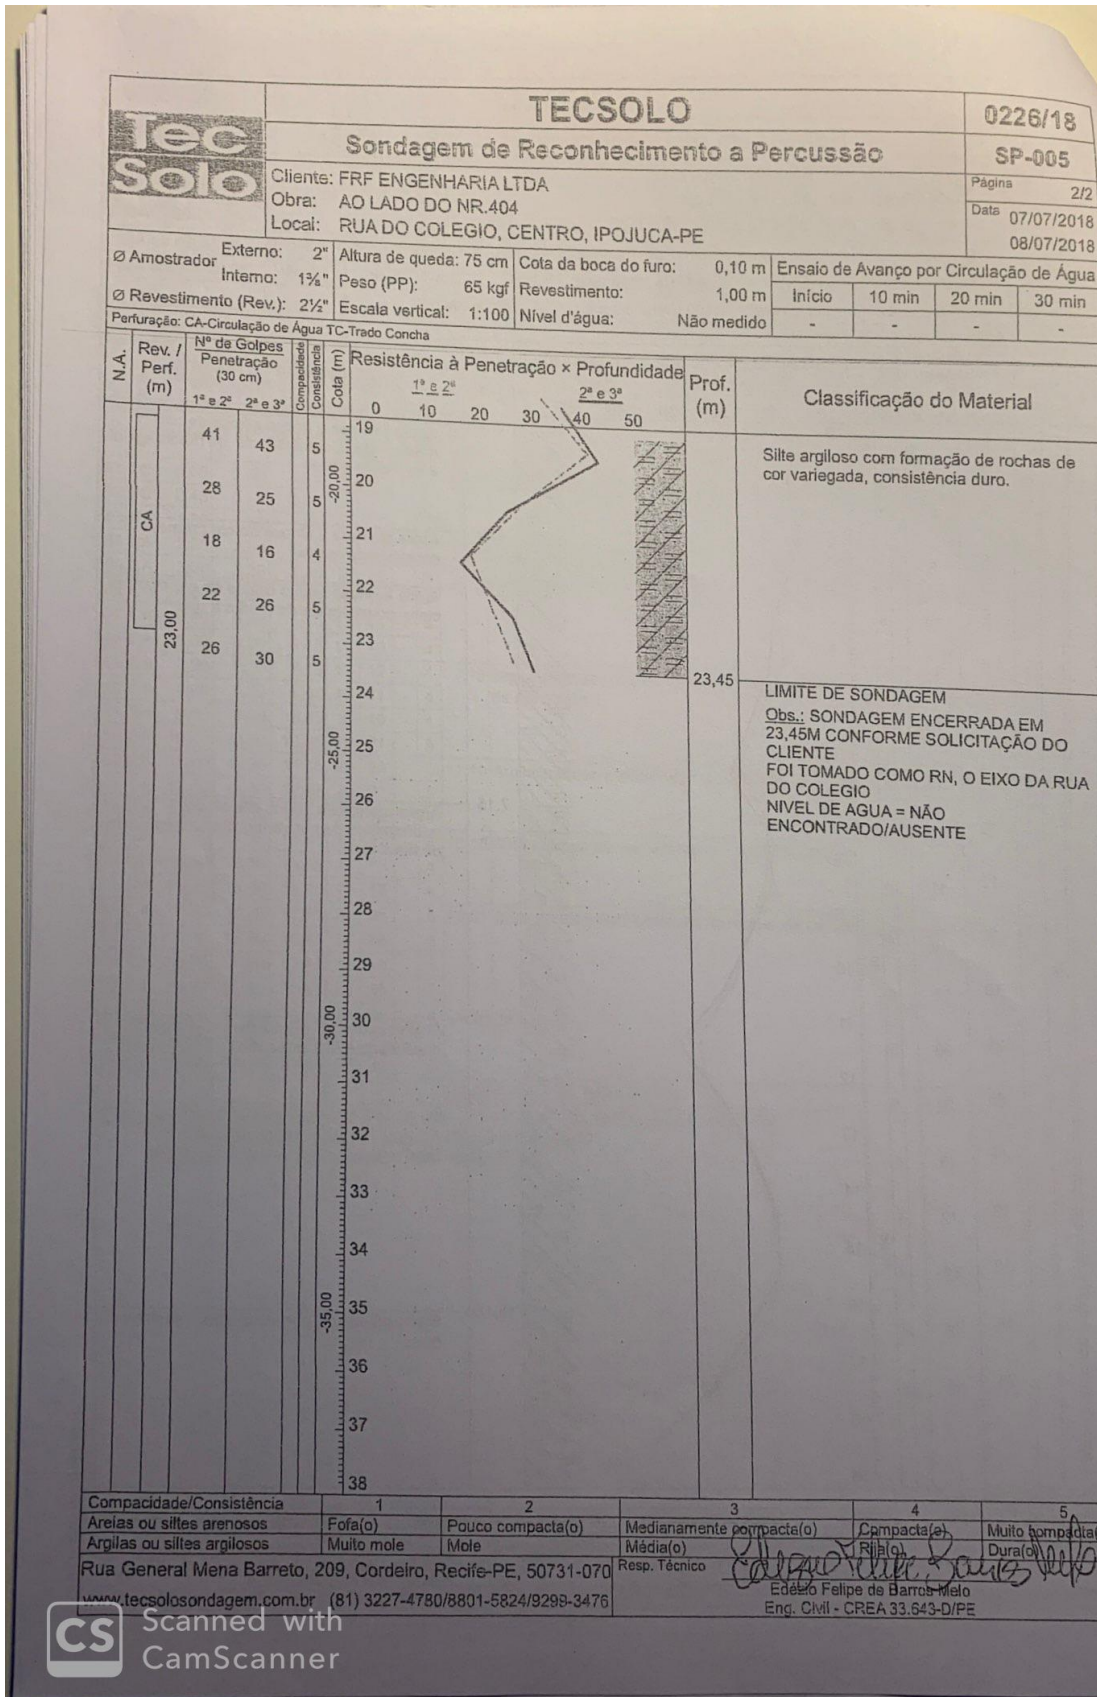 Tec
Solo
TECSOLO
0226/18
Sondagem de Reconhecimento a Percussão
SP-005
Cliente: FRF ENGENHARIA LTDA
Página 2/2
Obra: AO LADO DO NR.404
Data 07/07/2018
Local: RUA DO COLEGIO, CENTRO, IPOJUCA-PE
08/07/2018
Ø Amostrador Externo: 2" Altura de queda: 75 cm Cota da boca do furo: 0,10 m Ensaio de Avanço por Circulação de Água
Interno: 1⅜" Peso (PP): 65 kgf Revestimento: 1,00 m Início 10 min 20 min 30 min
Ø Revestimento (Rev.): 2½" Escala vertical: 1:100 Nível d'água: Não medido - - - -
Perfuração: CA-Circulação de Água TC-Trado Concha
N.A.
Rev. / Perf. (m)
Nº de Golpes
Penetração
(30 cm)
1ª e 2ª 2ª e 3ª
Compacidade
Consistência
Cota (m)
Resistência à Penetração × Profundidade
1ª e 2ª 2ª e 3ª
0 10 20 30 40 50
Prof.
(m)
Classificação do Material
41 43 5 19
28 25 5 -20,00 20
CA
18 16 4 21
22 26 5 22
23,00
26 30 5 23
Silte argiloso com formação de rochas de
cor variegada, consistência duro.
23,45
24
LIMITE DE SONDAGEM
Obs.: SONDAGEM ENCERRADA EM
23,45M CONFORME SOLICITAÇÃO DO
CLIENTE
FOI TOMADO COMO RN, O EIXO DA RUA
DO COLEGIO
NIVEL DE AGUA = NÃO
ENCONTRADO/AUSENTE
-25,00 25
26
27
28
29
-30,00 30
31
32
33
34
-35,00 35
36
37
38
Compacidade/Consistência 1 2 3 4 5
Areias ou siltes arenosos Fofa(o) Pouco compacta(o) Medianamente compacta(o) Compacta(o) Muito compacta(
Argilas ou siltes argilosos Muito mole Mole Média(o) Rija(o) Dura(o)
Rua General Mena Barreto, 209, Cordeiro, Recife-PE, 50731-070 Resp. Técnico
www.tecsolosondagem.com.br (81) 3227-4780/8801-5824/9299-3476
Edézio Felipe de Barros Melo
Eng. Civil - CREA 33.643-D/PE
CS
Scanned with
CamScanner